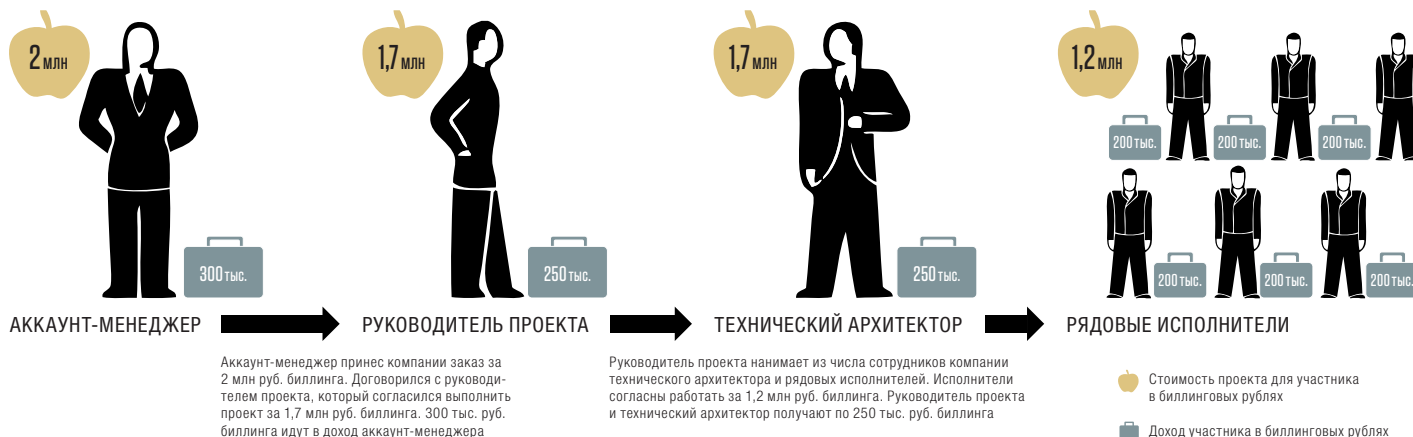 2 млн
1,7 млн
1,7 млн
1,2 млн
200 тыс.
200 тыс.
200 тыс.
300 тыс.
250 тыс.
250 тыс.
200 тыс.
200 тыс.
200 тыс.
АККАУНТ-МЕНЕДЖЕР
РУКОВОДИТЕЛЬ ПРОЕКТА
ТЕХНИЧЕСКИЙ АРХИТЕКТОР
РЯДОВЫЕ ИСПОЛНИТЕЛИ
Аккаунт-менеджер принес компании заказ за
2 млн руб. биллинга. Договорился с руководи-
телем проекта, который согласился выполнить
проект за 1,7 млн руб. биллинга. 300 тыс. руб.
биллинга идут в доход аккаунт-менеджера
Руководитель проекта нанимает из числа сотрудников компании
технического архитектора и рядовых исполнителей. Исполнители
согласны работать за 1,2 млн руб. биллинга. Руководитель проекта
и технический архитектор получают по 250 тыс. руб. биллинга
Стоимость проекта для участника
в биллинговых рублях
Доход участника в биллинговых рублях